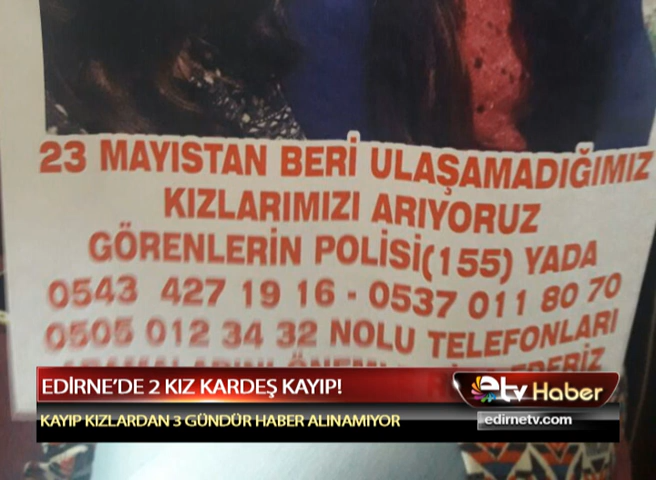 23 MAYISTAN BERİ ULAŞAMADIĞIMIZ
KIZLARIMIZI ARIYORUZ
GÖRENLERİN POLİSİ(155) YADA
0543 427 19 16 - 0537 011 80 70
0505 012 34 32 NOLU TELEFONLARI
EDİRNE'DE 2 KIZ KARDEŞ KAYIP!
etv Haber
KAYIP KIZLARDAN 3 GÜNDÜR HABER ALINAMIYOR
edirnetv.com